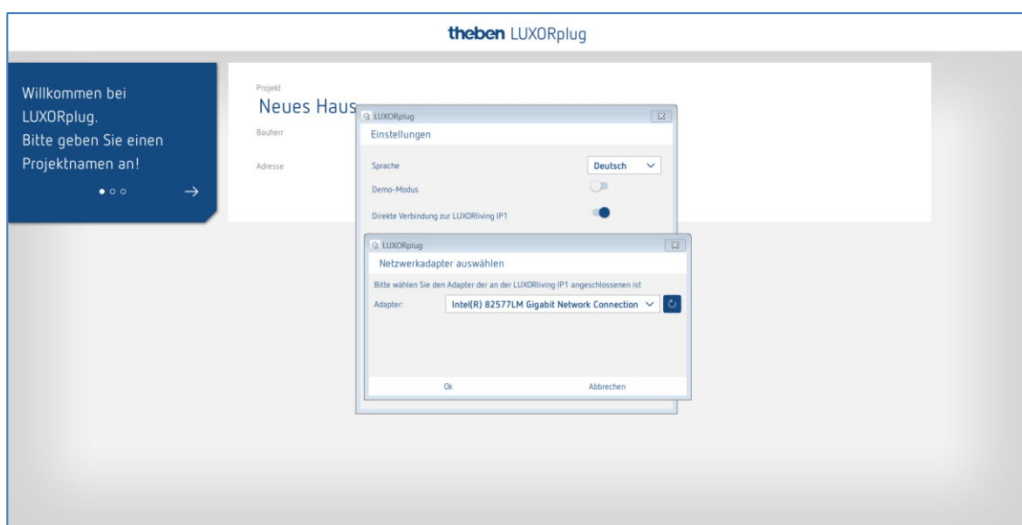 theben LUXORplug
Willkommen bei
LUXORplug.
Bitte geben Sie einen
Projektnamen an!
Projekt
Neues Haus
Bauherr
Adresse
LUXORplug
Einstellungen
Sprache Deutsch
Demo-Modus
Direkte Verbindung zur LUXORliving IP1
LUXORplug
Netzwerkadapter auswählen
Bitte wählen Sie den Adapter der an der LUXORliving IP1 angeschlossenen ist
Adapter: Intel(R) 82577LM Gigabit Network Connection
Ok Abbrechen